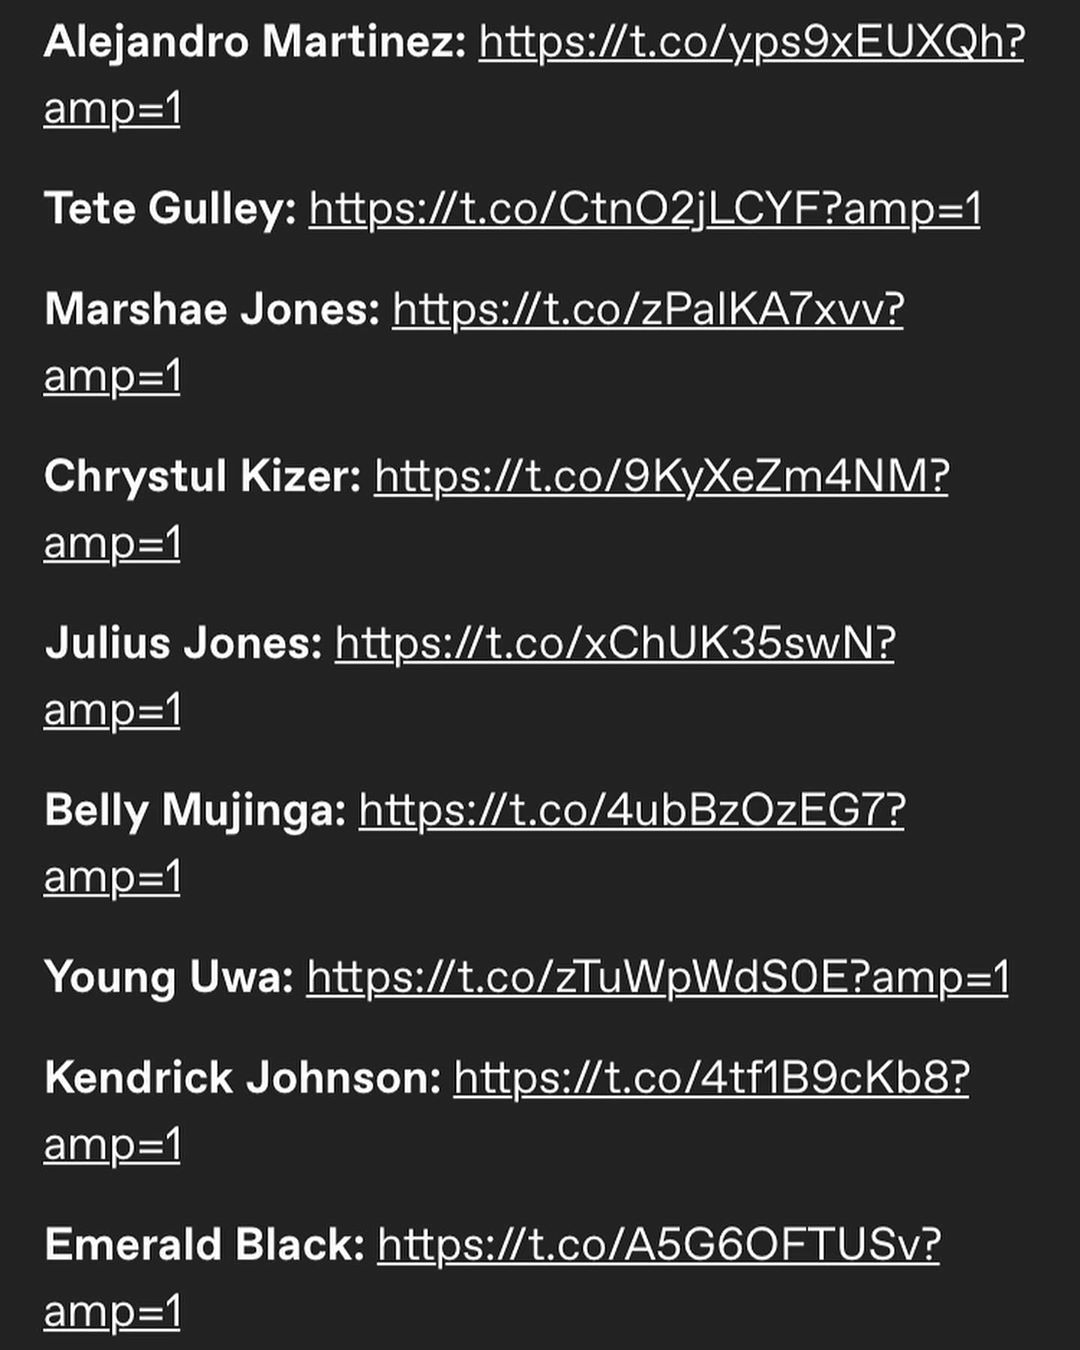 Alejandro Martinez: https://t.co/yps9xEUXQh?
amp=1
Tete Gulley: https://t.co/CtnO2jLCYF?amp=1
Marshae Jones: https://t.co/zPalKA7xvv?
amp=1
Chrystul Kizer: https://t.co/9KyXeZm4NM?
amp=1
Julius Jones: https://t.co/xChUK35swN?
amp=1
Belly Mujinga: https://t.co/4ubBzOzEG7?
amp=1
Young Uwa: https://t.co/zTuWpWdS0E?amp=1
Kendrick Johnson: https://t.co/4tf1B9cKb8?
amp=1
Emerald Black: https://t.co/A5G6OFTUSv?
amp=1